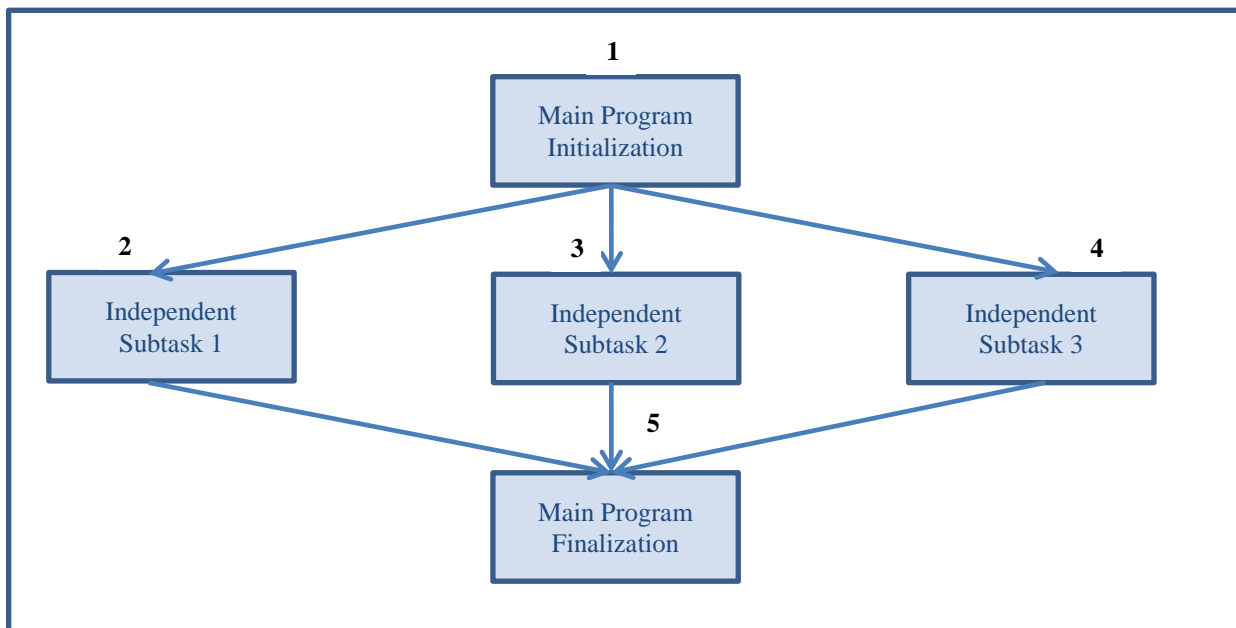 1
Main Program
Initialization
2
3
4
Independent
Subtask 1
Independent
Subtask 2
Independent
Subtask 3
5
Main Program
Finalization